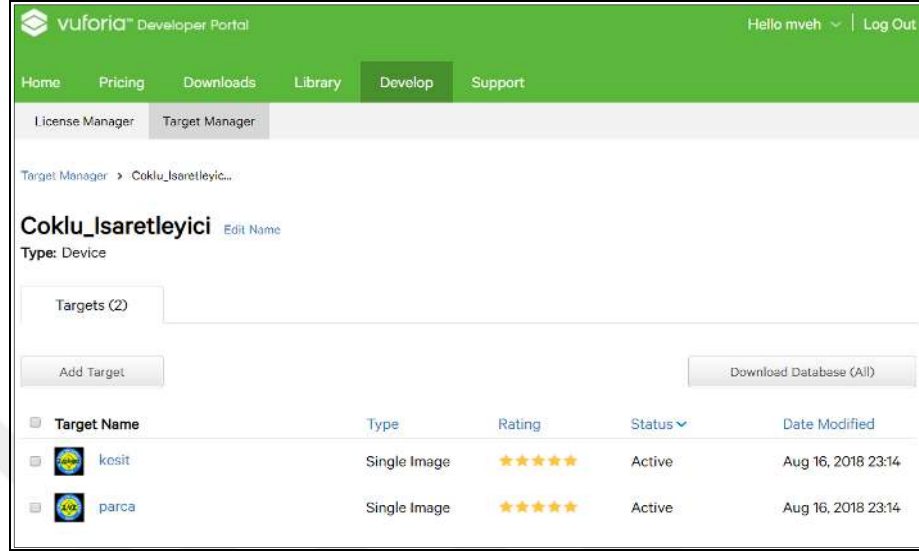 vuforia™ Developer Portal
Hello mveh | Log Out
Home Pricing Downloads Library Develop Support
License Manager Target Manager
Target Manager > Coklu_Isaretleyic...
Coklu_Isaretleyici Edit Name
Type: Device
Targets (2)
Add Target Download Database (All)
Target Name Type Rating Status Date Modified
kosit Single Image Active Aug 16, 2018 23:14
parca Single Image Active Aug 16, 2018 23:14